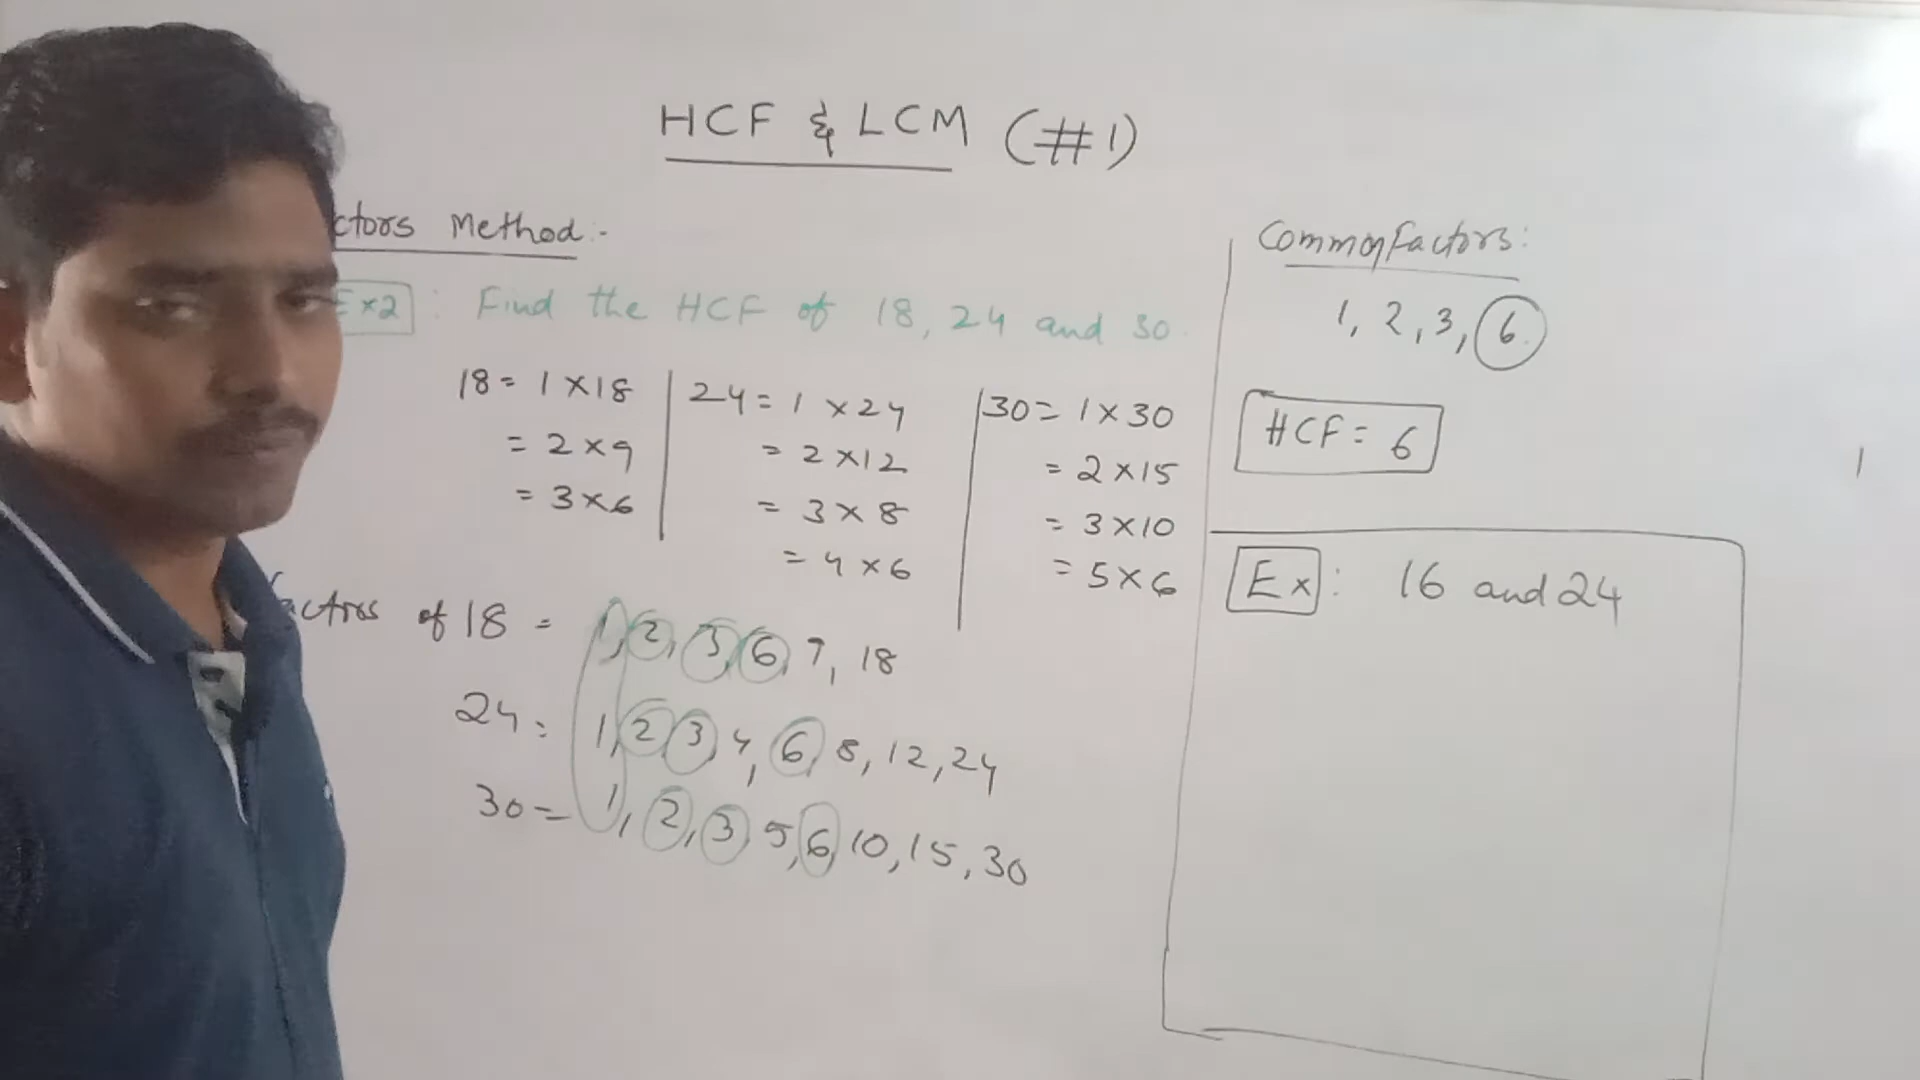 HCF & LCM (#1)
ctors Method:-
Ex2: Find the HCF of 18, 24 and 30.
18 = 1 × 18
= 2 × 9
= 3 × 6
24 = 1 × 24
= 2 × 12
= 3 × 8
= 4 × 6
30 = 1 × 30
= 2 × 15
= 3 × 10
= 5 × 6
factors of 18 = 1, 2, 3, 6, 9, 18
24 = 1, 2, 3, 4, 6, 8, 12, 24
30 = 1, 2, 3, 5, 6, 10, 15, 30
Common Factors:
1, 2, 3, 6.
HCF = 6
Ex: 16 and 24